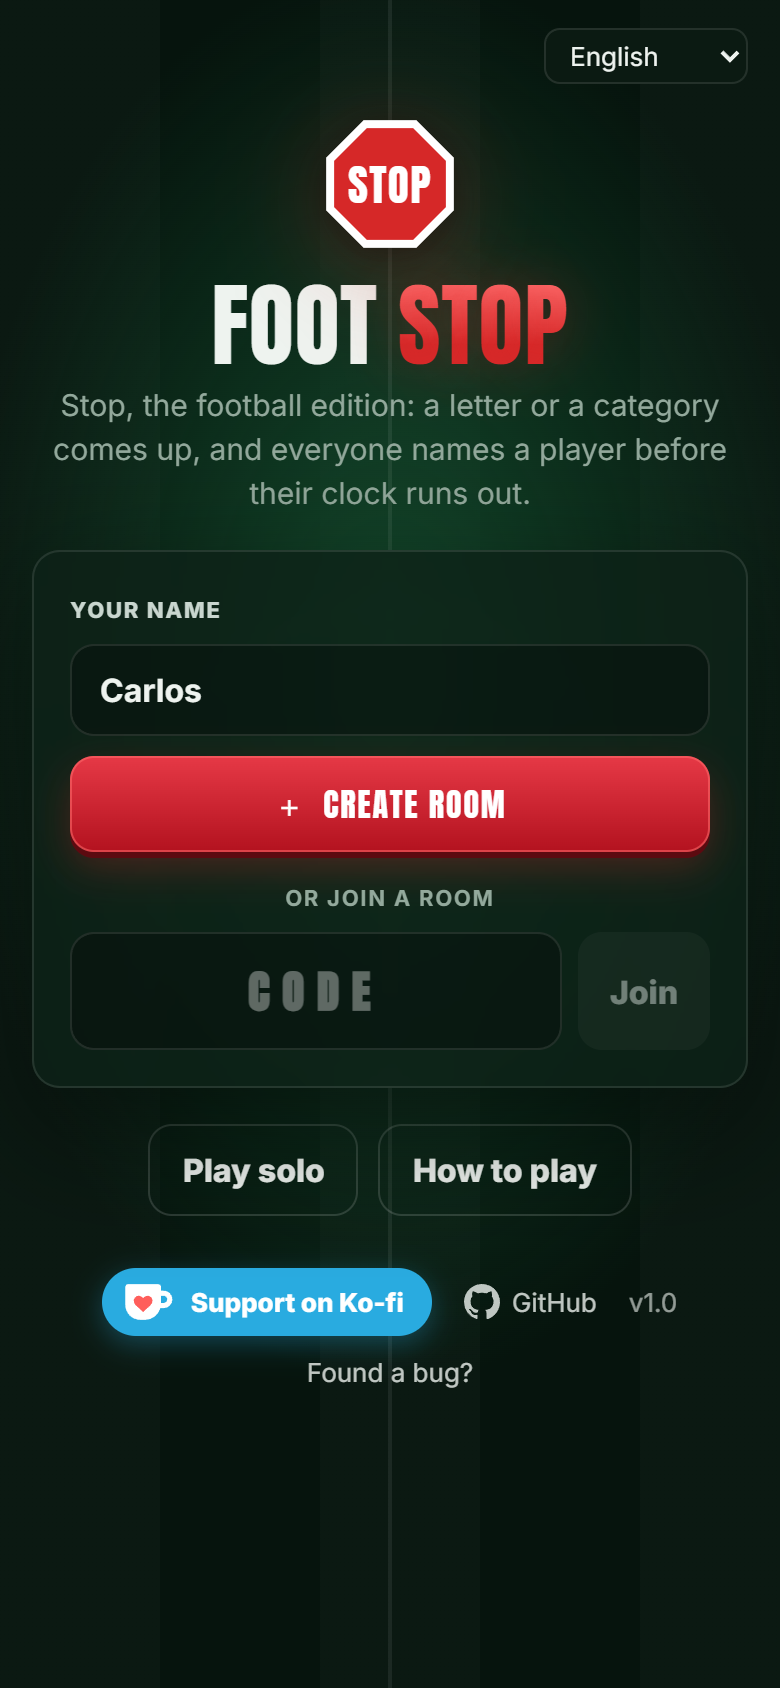 English
STOP
FOOT STOP
Stop, the football edition: a letter or a category
comes up, and everyone names a player before
their clock runs out.
YOUR NAME
Carlos
+ CREATE ROOM
OR JOIN A ROOM
CODE
Join
Play solo
How to play
Support on Ko-fi
GitHub
v1.0
Found a bug?